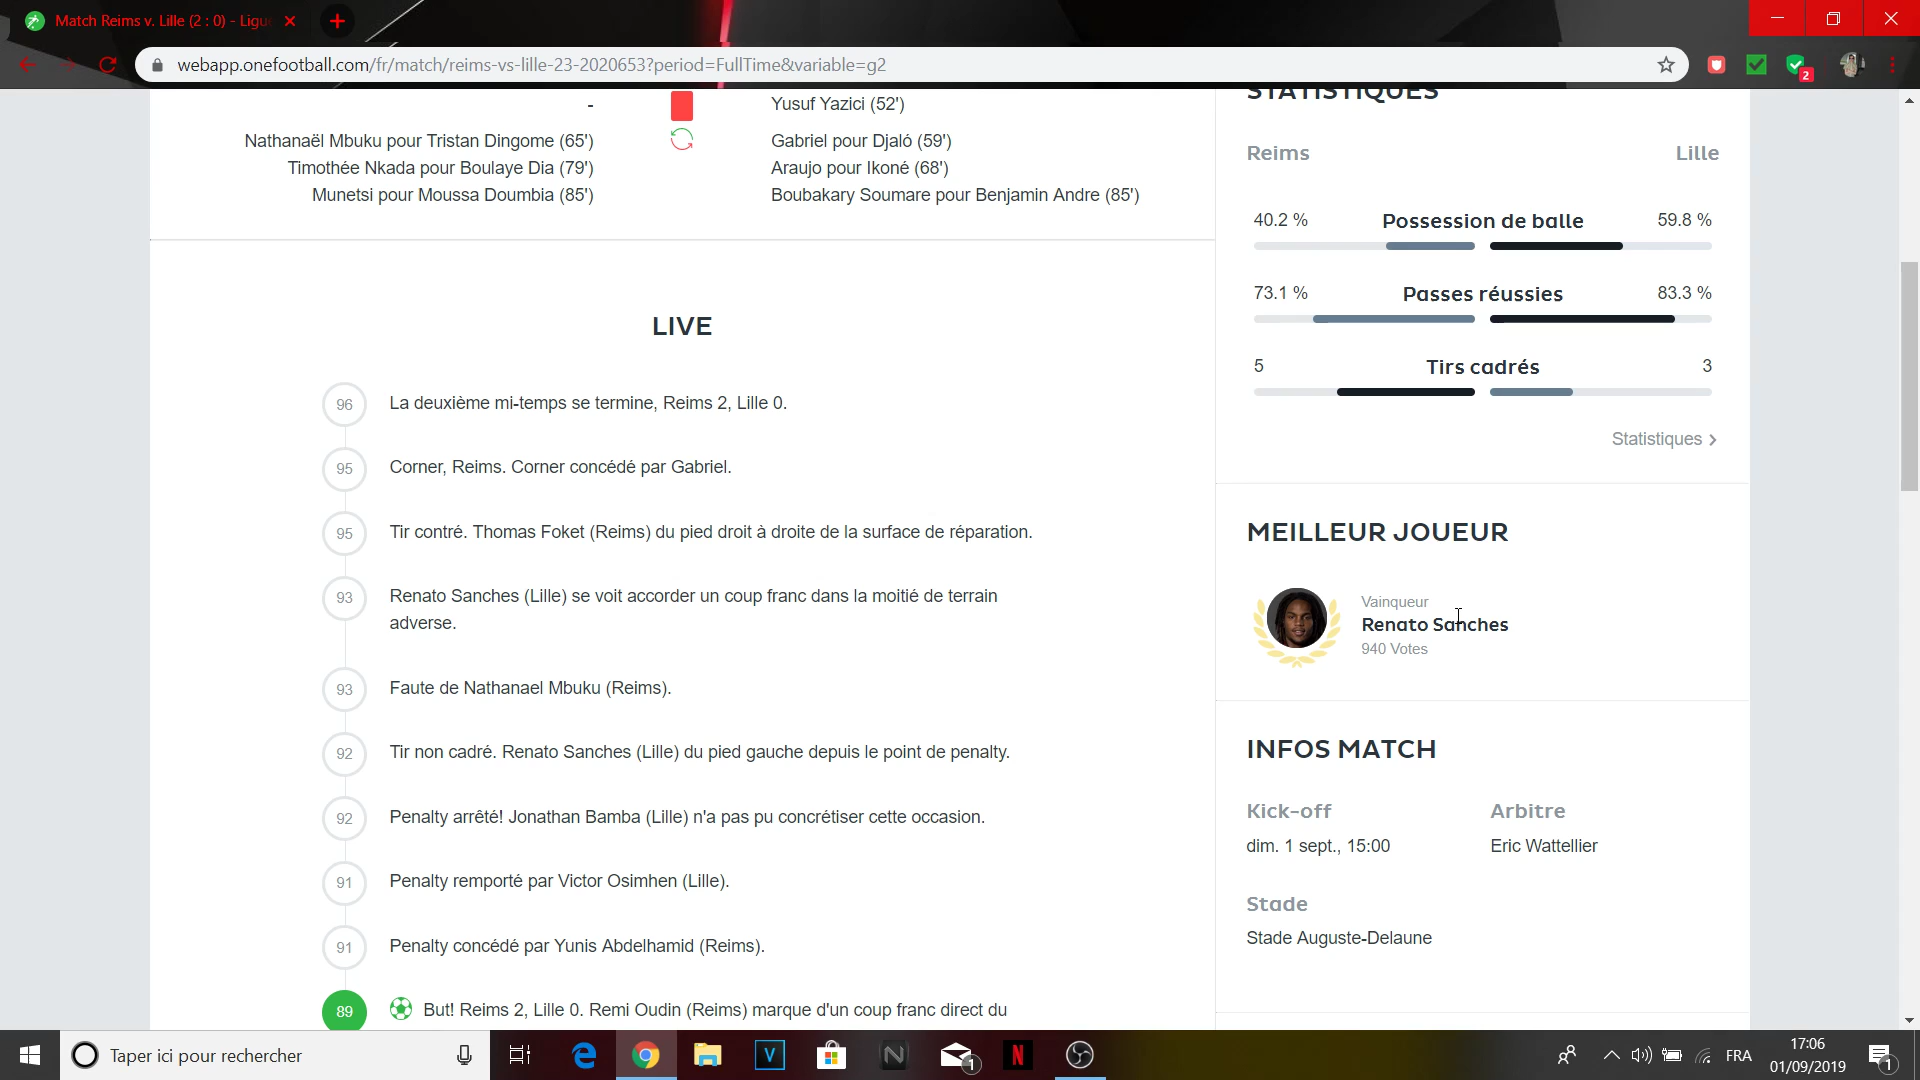 Match Reims v. Lille (2 : 0) - Ligue
webapp.onefootball.com/fr/match/reims-vs-lille-23-2020653?period=FullTime&variable=g2
2
-
Yusuf Yazici (52')
Nathanaël Mbuku pour Tristan Dingome (65')
Gabriel pour Djaló (59')
Timothée Nkada pour Boulaye Dia (79')
Araujo pour Ikoné (68')
Munetsi pour Moussa Doumbia (85')
Boubakary Soumare pour Benjamin Andre (85')
LIVE
96 La deuxième mi-temps se termine, Reims 2, Lille 0.
95 Corner, Reims. Corner concédé par Gabriel.
95 Tir contré. Thomas Foket (Reims) du pied droit à droite de la surface de réparation.
93 Renato Sanches (Lille) se voit accorder un coup franc dans la moitié de terrain
adverse.
93 Faute de Nathanael Mbuku (Reims).
92 Tir non cadré. Renato Sanches (Lille) du pied gauche depuis le point de penalty.
92 Penalty arrêté! Jonathan Bamba (Lille) n'a pas pu concrétiser cette occasion.
91 Penalty remporté par Victor Osimhen (Lille).
91 Penalty concédé par Yunis Abdelhamid (Reims).
89 But! Reims 2, Lille 0. Remi Oudin (Reims) marque d'un coup franc direct du
STATISTIQUES
Reims Lille
40.2 % Possession de balle 59.8 %
73.1 % Passes réussies 83.3 %
5 Tirs cadrés 3
Statistiques
MEILLEUR JOUEUR
Vainqueur
Renato Sanches
940 Votes
INFOS MATCH
Kick-off Arbitre
dim. 1 sept., 15:00 Eric Wattellier
Stade
Stade Auguste-Delaune
Taper ici pour rechercher
V
N
1
N
FRA
17:06
01/09/2019
1